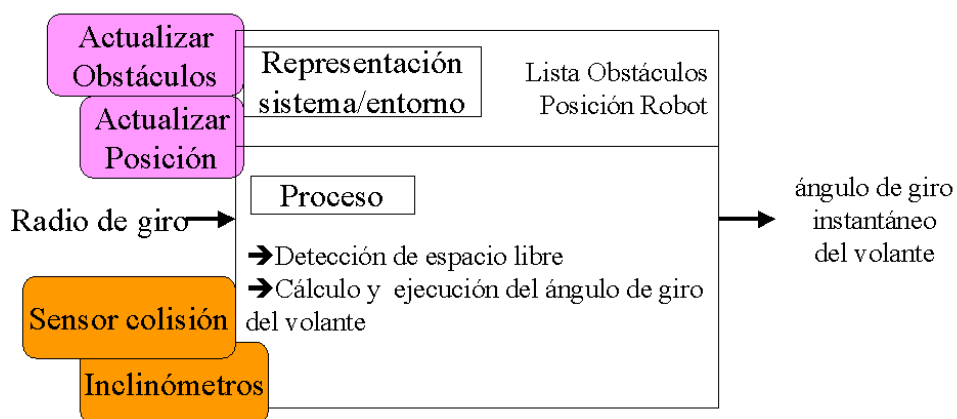 Actualizar
Obstáculos
Actualizar
Posición
Representación
sistema/entorno
Lista Obstáculos
Posición Robot
Radio de giro
Proceso
➔Detección de espacio libre
➔Cálculo y ejecución del ángulo de giro
del volante
ángulo de giro
instantáneo
del volante
Sensor colisión
Inclinómetros